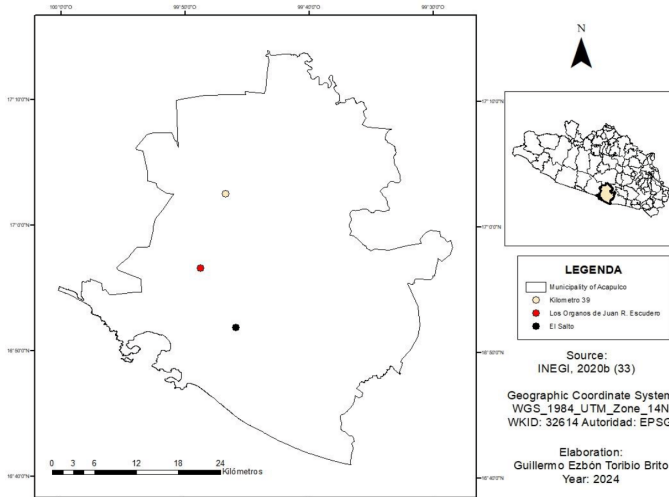 100°0'0"W 99°50'0"W 99°40'0"W 99°30'0"W
N
17°10'0"N 17°10'0"N
17°0'0"N 17°0'0"N
16°50'0"N 16°50'0"N
16°40'0"N 16°40'0"N
0 3 6 12 18 24
Kilómetros
LEGENDA
Municipality of Acapulco
Kilometro 39
Los Organos de Juan R. Escudero
El Salto
Source:
INEGI, 2020b (33)
Geographic Coordinate System
WGS_1984_UTM_Zone_14N
WKID: 32614 Autoridad: EPSG
Elaboration:
Guillermo Ezbón Toribio Brito
Year: 2024